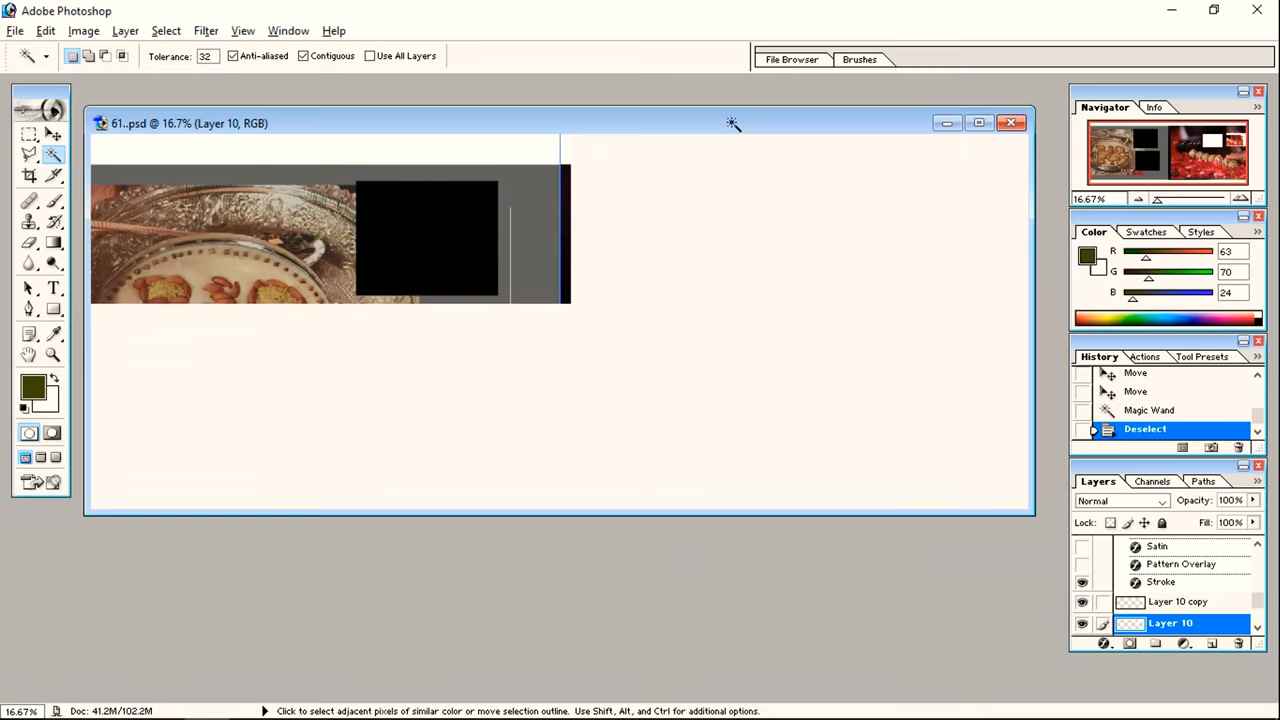 Adobe Photoshop
File Edit Image Layer Select Filter View Window Help
Tolerance: 32 Anti-aliased Contiguous Use All Layers
File Browser Brushes
61..psd @ 16.7% (Layer 10, RGB)
Navigator Info
16.67%
Color Swatches Styles
R 63
G 70
B 24
History Actions Tool Presets
Move
Move
Magic Wand
Deselect
Layers Channels Paths
Normal Opacity: 100%
Lock: Fill: 100%
Satin
Pattern Overlay
Stroke
Layer 10 copy
Layer 10
16.67% Doc: 41.2M/102.2M Click to select adjacent pixels of similar color or move selection outline. Use Shift, Alt, and Ctrl for additional options.